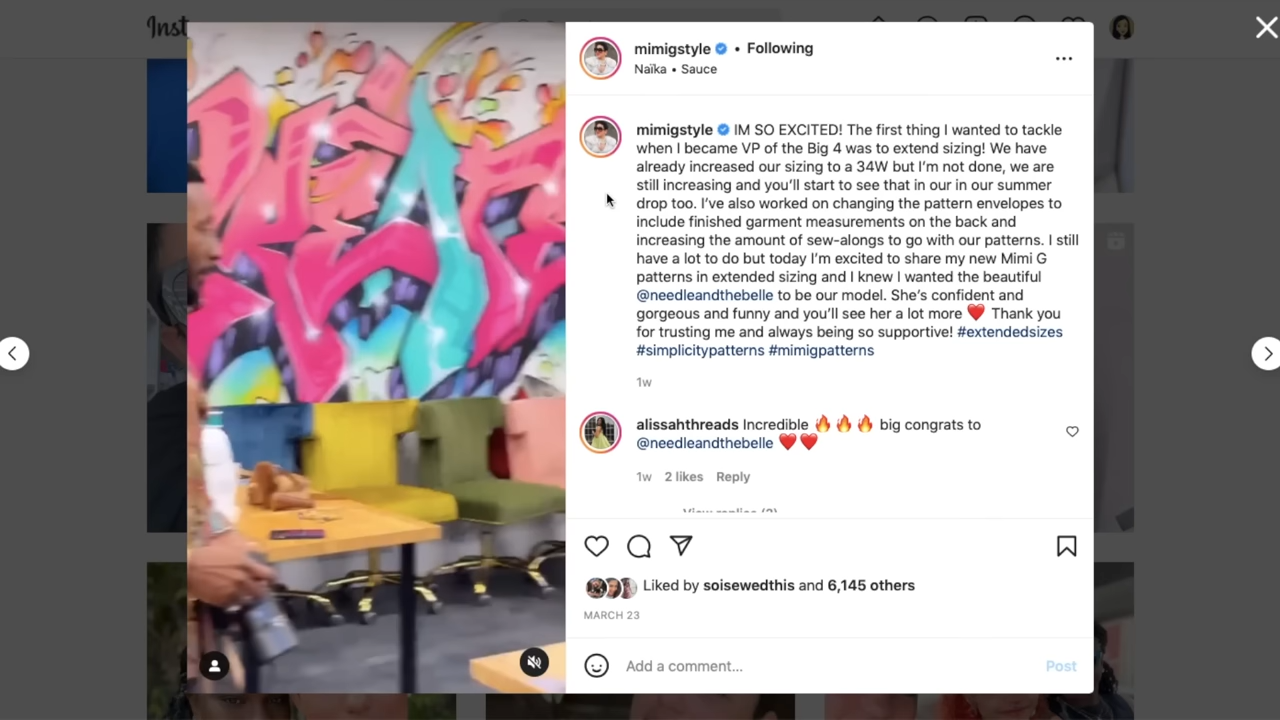 Inst
mimigstyle • Following
Naïka • Sauce
mimigstyle IM SO EXCITED! The first thing I wanted to tackle
when I became VP of the Big 4 was to extend sizing! We have
already increased our sizing to a 34W but I’m not done, we are
still increasing and you’ll start to see that in our in our summer
drop too. I’ve also worked on changing the pattern envelopes to
include finished garment measurements on the back and
increasing the amount of sew-alongs to go with our patterns. I still
have a lot to do but today I’m excited to share my new Mimi G
patterns in extended sizing and I knew I wanted the beautiful
@needleandthebelle to be our model. She’s confident and
gorgeous and funny and you’ll see her a lot more ❤️ Thank you
for trusting me and always being so supportive! #extendedsizes
#simplicitypatterns #mimigpatterns
1w
alissahthreads Incredible 🔥🔥🔥 big congrats to
@needleandthebelle ❤️❤️
1w 2 likes Reply
View replies (2)
Liked by soisewedthis and 6,145 others
MARCH 23
Add a comment... Post